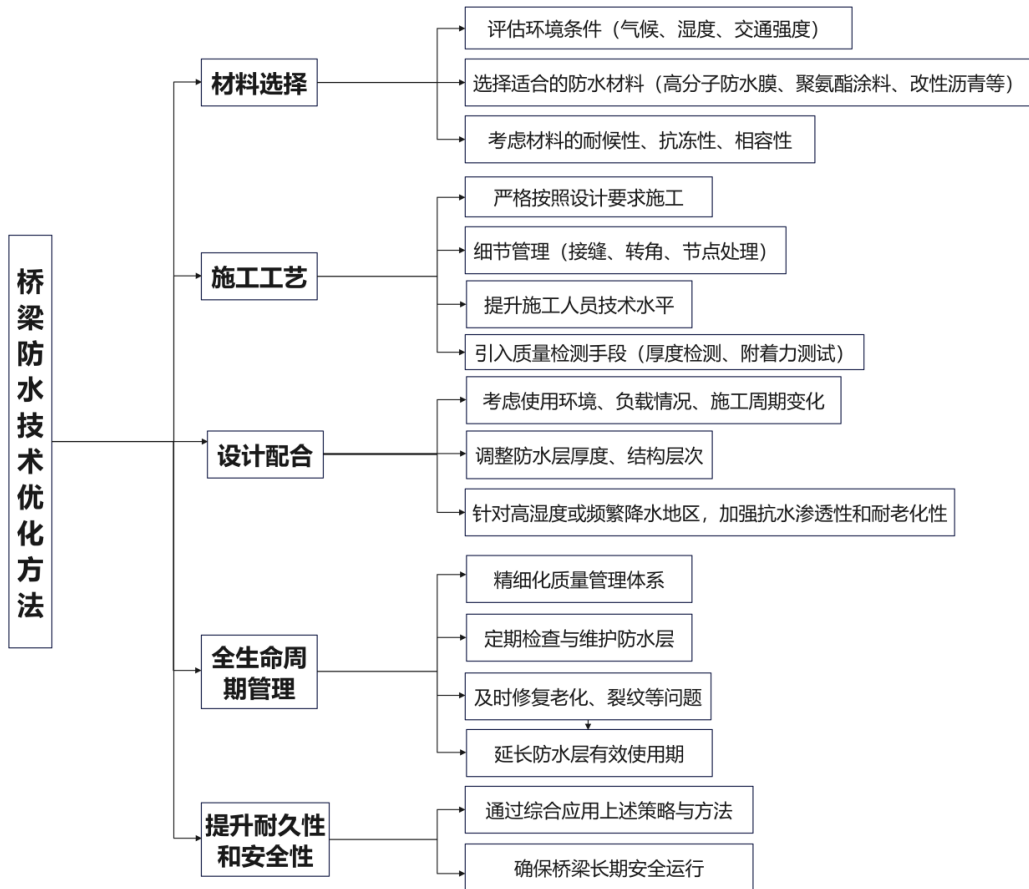 桥梁防水技术优化方法
材料选择
评估环境条件（气候、湿度、交通强度）
选择适合的防水材料（高分子防水膜、聚氨酯涂料、改性沥青等）
考虑材料的耐候性、抗冻性、相容性
施工工艺
严格按照设计要求施工
细节管理（接缝、转角、节点处理）
提升施工人员技术水平
引入质量检测手段（厚度检测、附着力测试）
设计配合
考虑使用环境、负载情况、施工周期变化
调整防水层厚度、结构层次
针对高湿度或频繁降水地区，加强抗水渗透性和耐老化性
全生命周
期管理
精细化质量管理体系
定期检查与维护防水层
及时修复老化、裂纹等问题
延长防水层有效使用期
提升耐久性
和安全性
通过综合应用上述策略与方法
确保桥梁长期安全运行